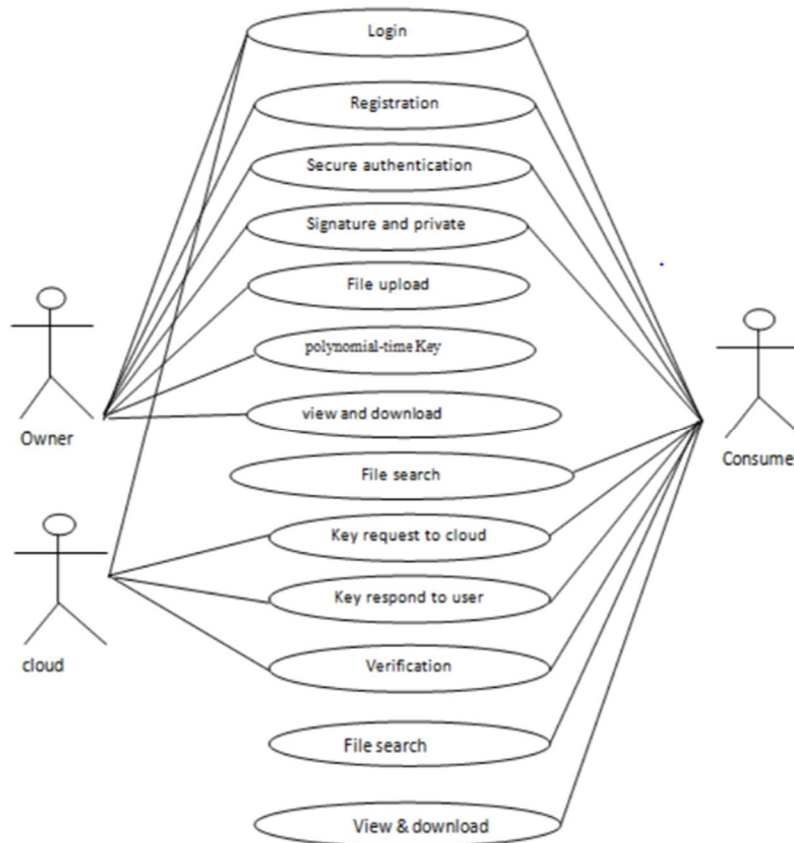 Login
Registration
Secure authentication
Signature and private
File upload
polynomial-time Key
view and download
Owner
File search
Consume
Key request to cloud
Key respond to user
cloud
Verification
File search
View & download